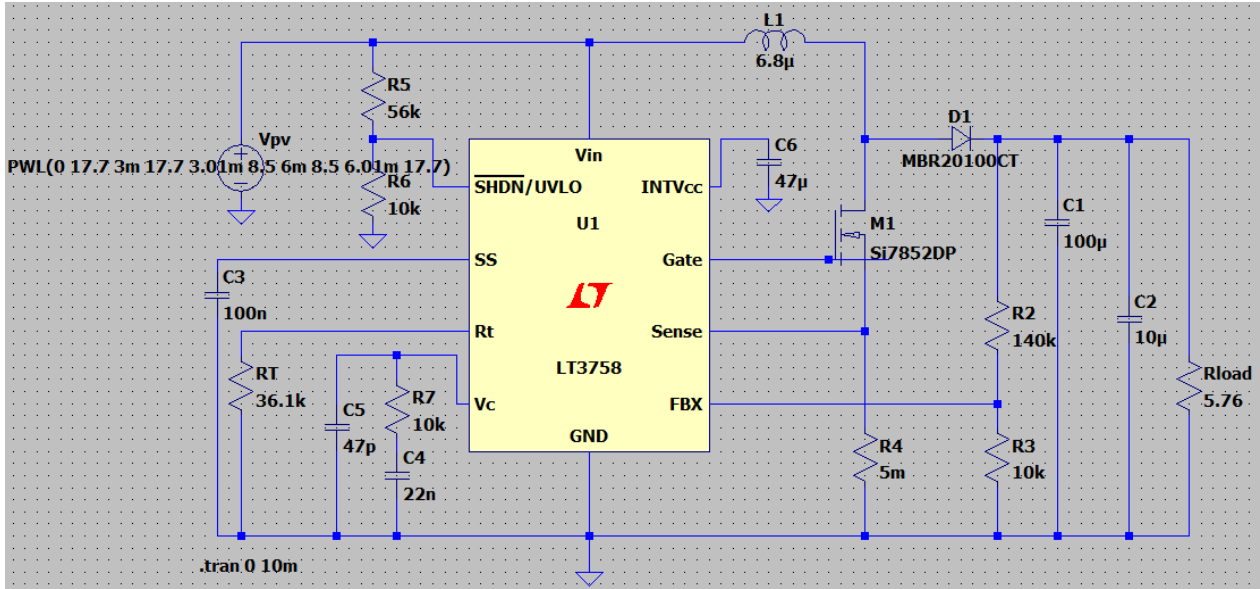 L1
6.8µ
R5
56k
Vpv
PWL(0 17.7 3m 17.7 3.01m 8.5 6m 8.5 6.01m 17.7)
R6
10k
D1
MBR20100CT
Vin
C6
47µ
SHDN/UVLO
INTVcc
U1
M1
Si7852DP
C1
100µ
SS
Gate
C3
100n
C2
10µ
R2
140k
Rt
Sense
LT3758
RT
36.1k
Rload
5.76
R7
10k
C5
47p
Vc
FBX
GND
C4
22n
R4
5m
R3
10k
.tran 0 10m